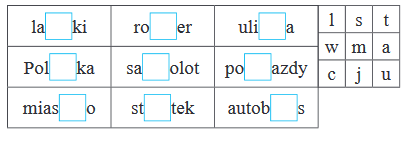 la ki ro er uli a l s t
Pol ka sa olot po azdy w m a
mias o st tek autob s c j u